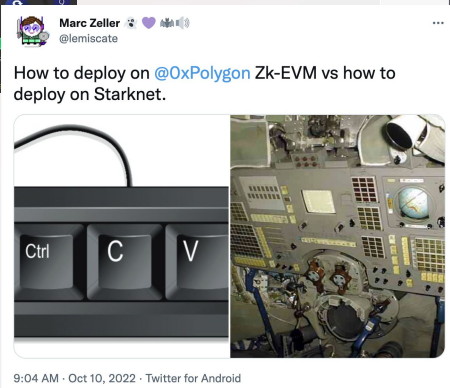 Marc Zeller
@lemiscate
How to deploy on @0xPolygon Zk-EVM vs how to
deploy on Starknet.
Ctrl
C
V
9:04 AM · Oct 10, 2022 · Twitter for Android